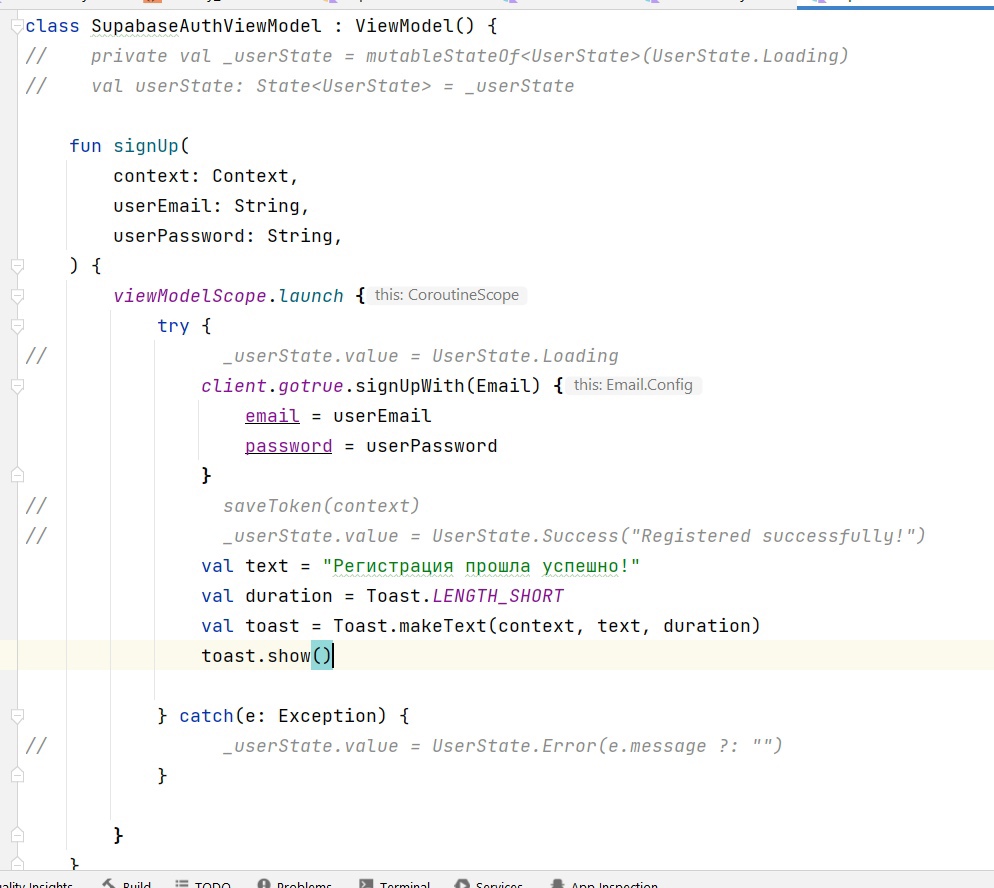 class SupabaseAuthViewModel : ViewModel() {
//    private val _userState = mutableStateOf<UserState>(UserState.Loading)
//    val userState: State<UserState> = _userState
fun signUp(
context: Context,
userEmail: String,
userPassword: String,
) {
viewModelScope.launch { this: CoroutineScope
try {
//                _userState.value = UserState.Loading
client.gotrue.signUpWith(Email) { this: Email.Config
email = userEmail
password = userPassword
}
//                saveToken(context)
//                _userState.value = UserState.Success("Registered successfully!")
val text = "Регистрация прошла успешно!"
val duration = Toast.LENGTH_SHORT
val toast = Toast.makeText(context, text, duration)
toast.show()
} catch(e: Exception) {
//                _userState.value = UserState.Error(e.message ?: "")
}
}
}
Insights Build TODO Problems Terminal Services App Inspection